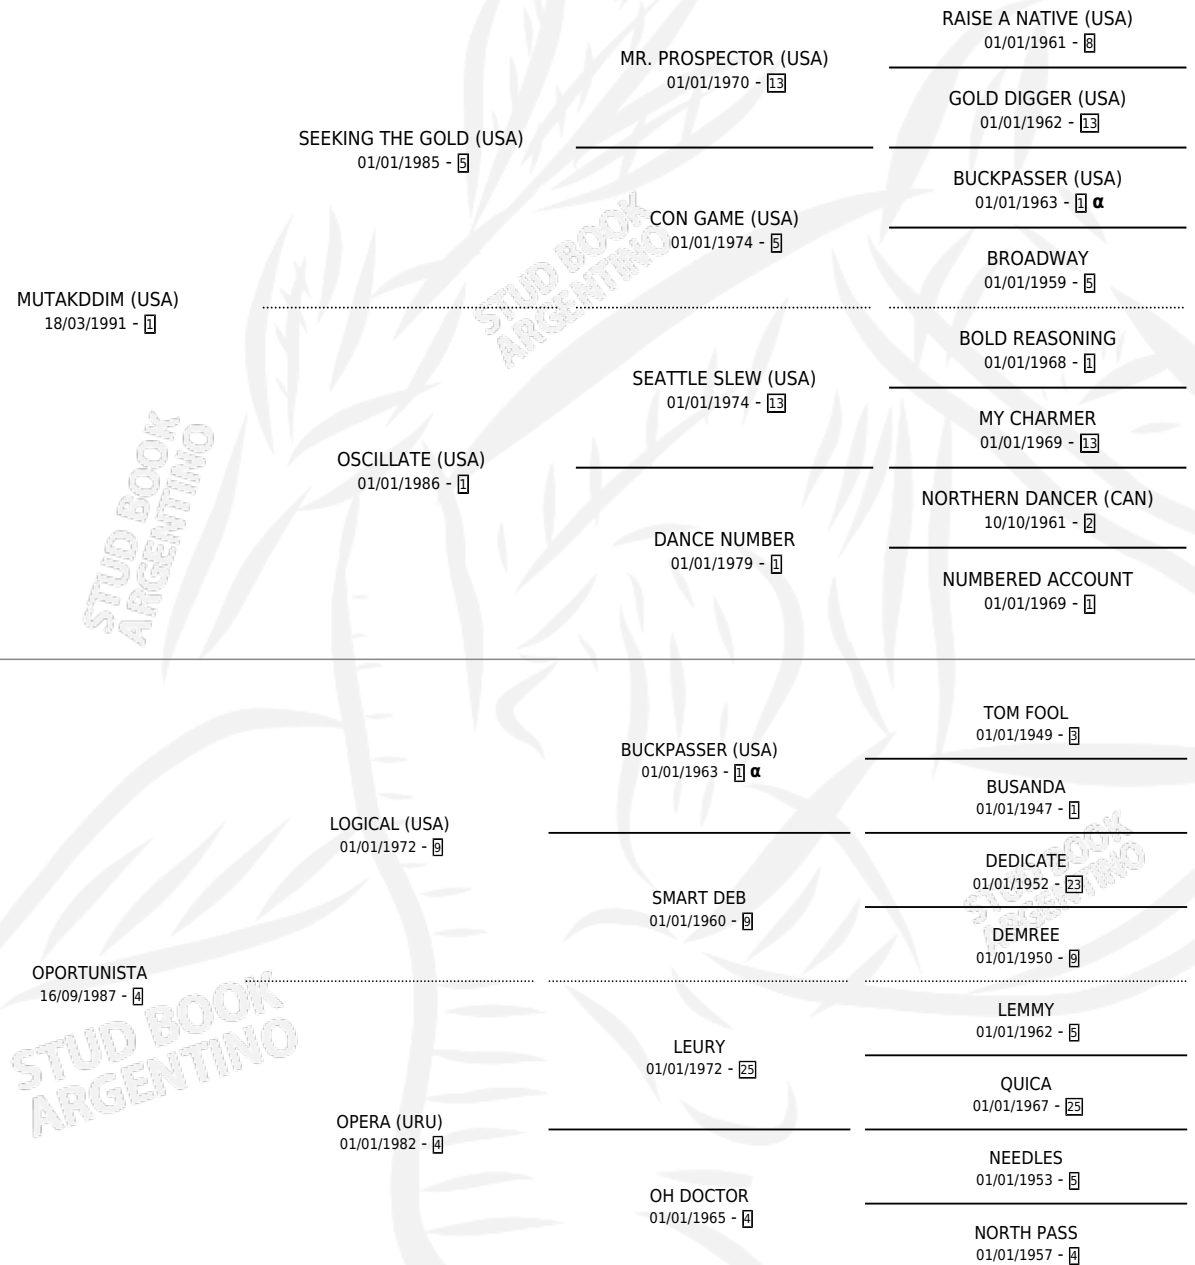 RAISE A NATIVE (USA)
01/01/1961 - 8
MR. PROSPECTOR (USA)
01/01/1970 - 13
GOLD DIGGER (USA)
01/01/1962 - 13
SEEKING THE GOLD (USA)
01/01/1985 - 5
BUCKPASSER (USA)
01/01/1963 - 1 α
CON GAME (USA)
01/01/1974 - 5
BROADWAY
01/01/1959 - 5
MUTAKDDIM (USA)
18/03/1991 - 1
BOLD REASONING
01/01/1968 - 1
SEATTLE SLEW (USA)
01/01/1974 - 13
MY CHARMER
01/01/1969 - 13
OSCILLATE (USA)
01/01/1986 - 1
NORTHERN DANCER (CAN)
10/10/1961 - 2
DANCE NUMBER
01/01/1979 - 1
NUMBERED ACCOUNT
01/01/1969 - 1
TOM FOOL
01/01/1949 - 3
BUCKPASSER (USA)
01/01/1963 - 1 α
BUSANDA
01/01/1947 - 1
LOGICAL (USA)
01/01/1972 - 9
DEDICATE
01/01/1952 - 23
SMART DEB
01/01/1960 - 9
DEMREE
01/01/1950 - 9
OPORTUNISTA
16/09/1987 - 4
LEMMY
01/01/1962 - 5
LEURY
01/01/1972 - 25
QUICA
01/01/1967 - 25
OPERA (URU)
01/01/1982 - 4
NEEDLES
01/01/1953 - 5
OH DOCTOR
01/01/1965 - 4
NORTH PASS
01/01/1957 - 4
STUD BOOK
ARGENTINO
STUD BOOK
ARGENTINO
STUD BOOK
ARGENTINO
STUD BOOK
ARGENTINO